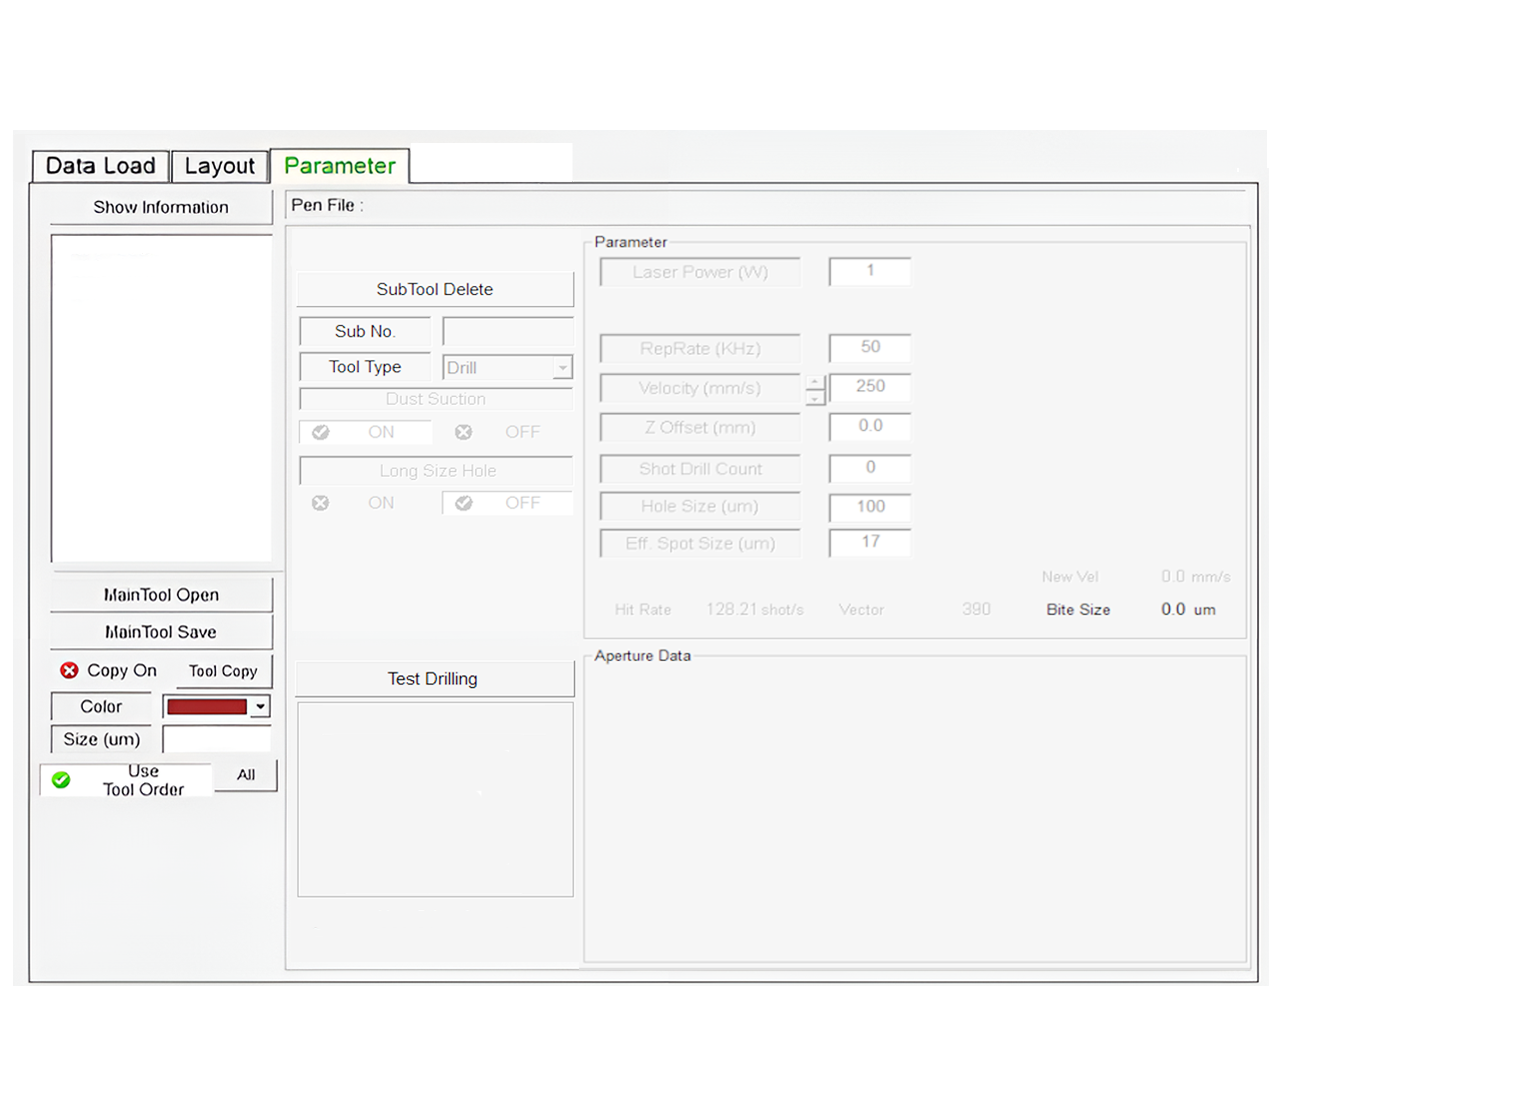 Data Load Layout Parameter
Show Information
Pen File :
SubTool Delete
Sub No.
Tool Type Drill
Dust Suction
ON OFF
Long Size Hole
ON OFF
Parameter
Laser Power (W) 1
RepRate (KHz) 50
Velocity (mm/s) 250
Z Offset (mm) 0.0
Shot Drill Count 0
Hole Size (um) 100
Eff. Spot Size (um) 17
New Vel 0.0 mm/s
Hit Rate 128.21 shot/s Vector 390 Bite Size 0.0 um
MainTool Open
MainTool Save
Copy On Tool Copy
Color
Size (um)
Use
Tool Order
All
Test Drilling
Aperture Data